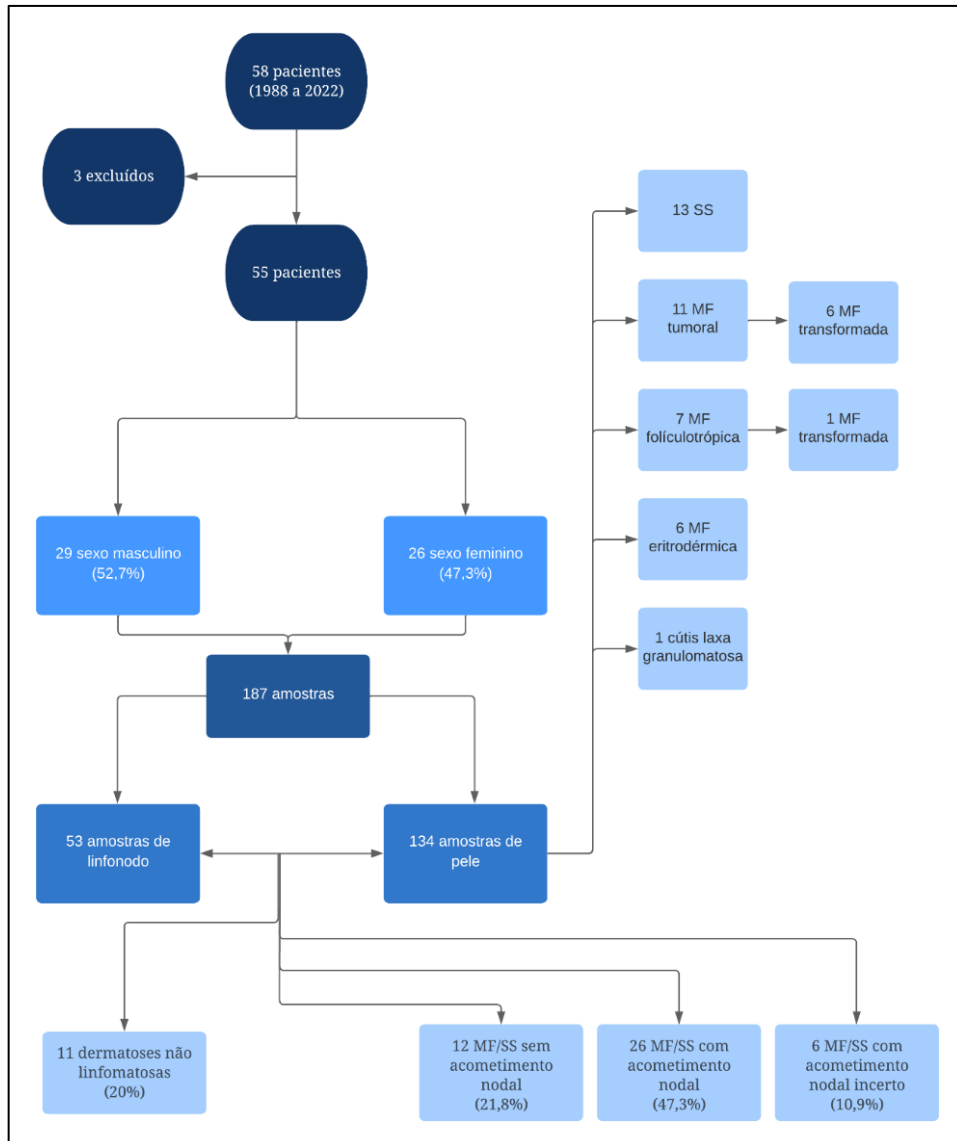 58 pacientes
(1988 a 2022)
3 excluídos
55 pacientes
29 sexo masculino
(52,7%)
26 sexo feminino
(47,3%)
187 amostras
53 amostras de
linfonodo
134 amostras de
pele
13 SS
11 MF
tumoral
6 MF
transformada
7 MF
folículotrópica
1 MF
transformada
6 MF
eritrodérmica
1 cútis laxa
granulomatosa
11 dermatoses não
linfomatosas
(20%)
12 MF/SS sem
acometimento
nodal
(21,8%)
26 MF/SS com
acometimento
nodal
(47,3%)
6 MF/SS com
acometimento
nodal incerto
(10,9%)